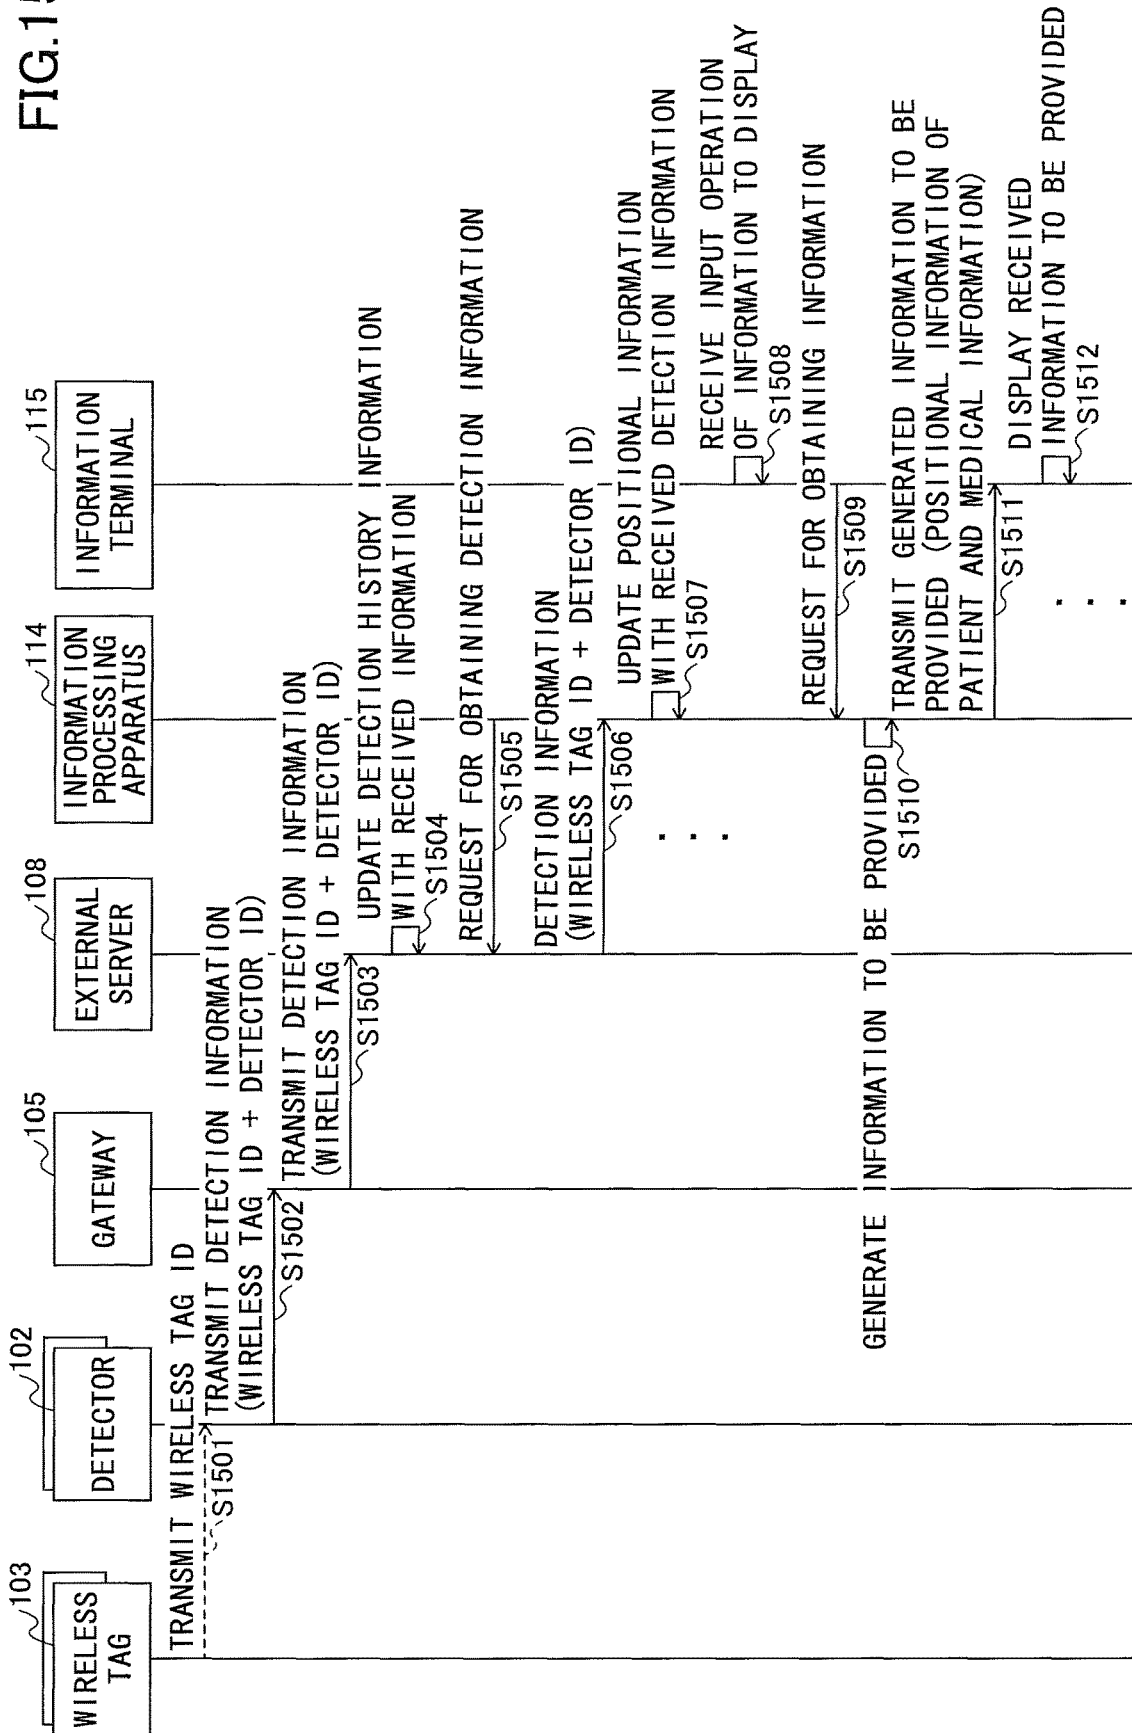 FIG.15
103
WIRELESS
TAG
102
DETECTOR
105
GATEWAY
108
EXTERNAL
SERVER
114
INFORMATION
PROCESSING
APPARATUS
115
INFORMATION
TERMINAL
TRANSMIT WIRELESS TAG ID
S1501
TRANSMIT DETECTION INFORMATION
(WIRELESS TAG ID + DETECTOR ID)
S1502
TRANSMIT DETECTION INFORMATION
(WIRELESS TAG ID + DETECTOR ID)
S1503
UPDATE DETECTION HISTORY INFORMATION
WITH RECEIVED INFORMATION
S1504
REQUEST FOR OBTAINING DETECTION INFORMATION
S1505
DETECTION INFORMATION
(WIRELESS TAG ID + DETECTOR ID)
S1506
UPDATE POSITIONAL INFORMATION
WITH RECEIVED DETECTION INFORMATION
S1507
. . .
RECEIVE INPUT OPERATION
OF INFORMATION TO DISPLAY
S1508
REQUEST FOR OBTAINING INFORMATION
S1509
GENERATE INFORMATION TO BE PROVIDED
S1510
TRANSMIT GENERATED INFORMATION TO BE
PROVIDED (POSITIONAL INFORMATION OF
PATIENT AND MEDICAL INFORMATION)
S1511
DISPLAY RECEIVED
INFORMATION TO BE PROVIDED
S1512
. . .